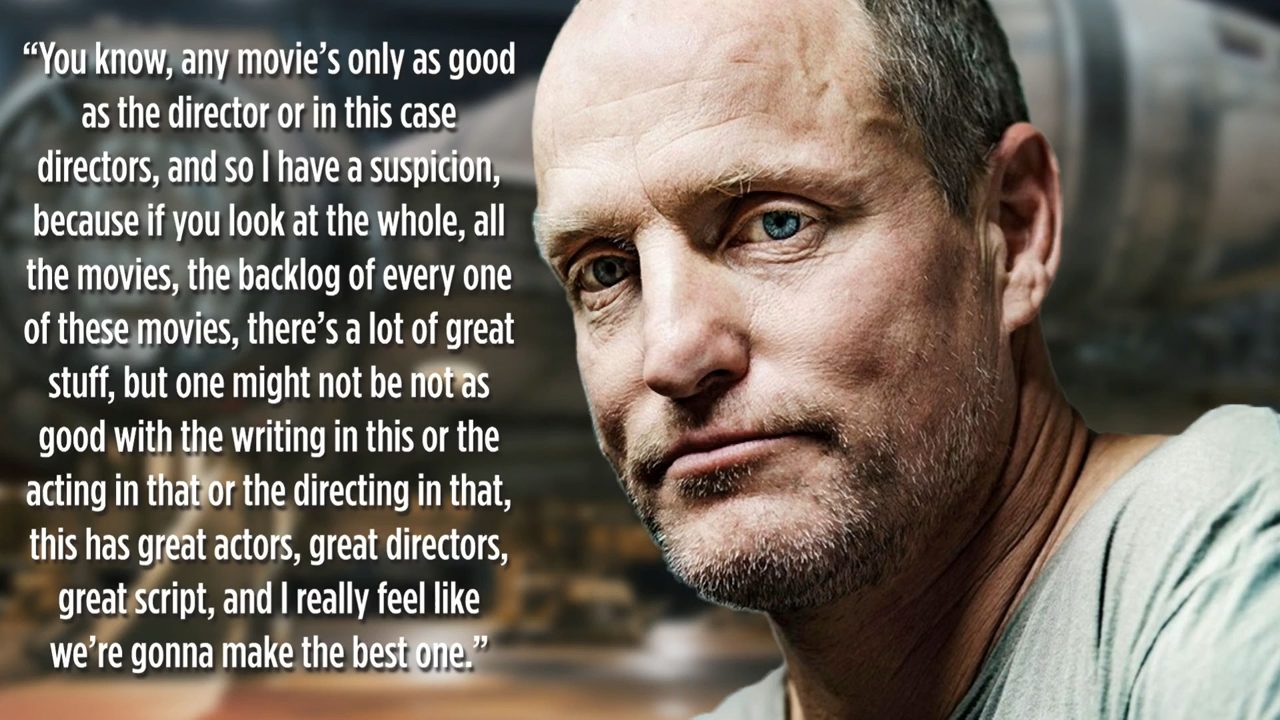 “You know, any movie’s only as good
as the director or in this case
directors, and so I have a suspicion,
because if you look at the whole, all
the movies, the backlog of every one
of these movies, there’s a lot of great
stuff, but one might not be not as
good with the writing in this or the
acting in that or the directing in that,
this has great actors, great directors,
great script, and I really feel like
we’re gonna make the best one.”